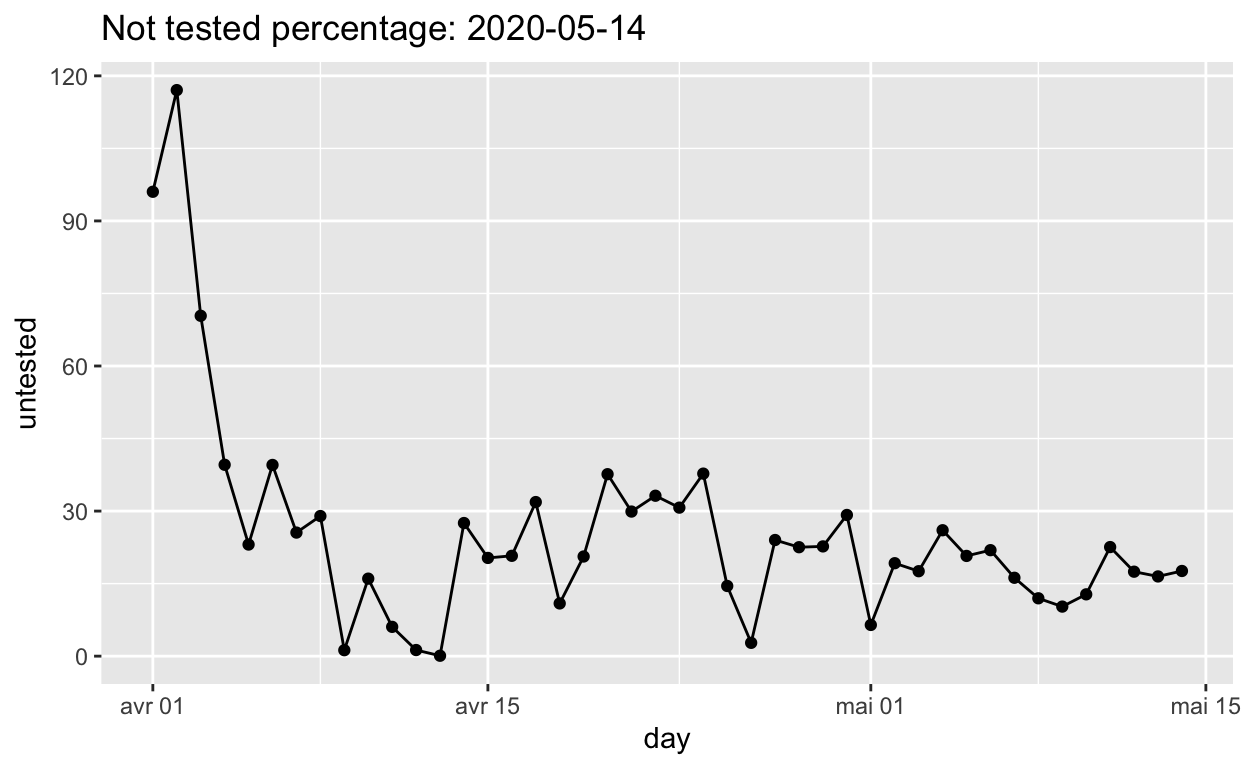 Not tested percentage: 2020-05-14
120
90
60
30
0
untested
avr 01
avr 15
mai 01
mai 15
day